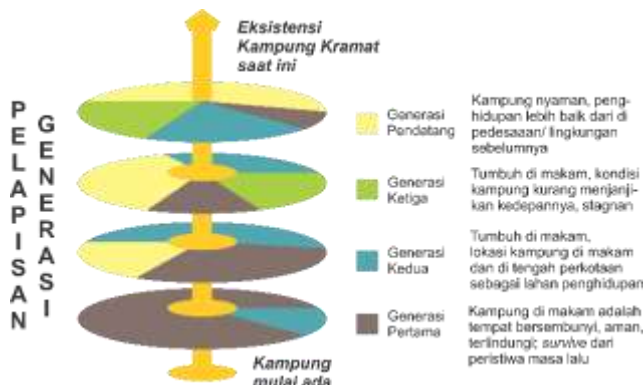 Eksistensi
Kampung Kramat
saat ini
PELAPISAN
GENERASI
Generasi
Pendatang
Kampung nyaman, peng-
hidupan lebih baik dari di
pedesaaan/ lingkungan
sebelumnya
Generasi
Ketiga
Tumbuh di makam, kondisi
kampung kurang menjanji-
kan kedepannya, stagnan
Generasi
Kedua
Tumbuh di makam,
lokasi kampung di makam
dan di tengah perkotaan
sebagai lahan penghidupan
Generasi
Pertama
Kampung di makam adalah
tempat bersembunyi, aman,
terlindungi; survive dari
peristiwa masa lalu
Kampung
mulai ada